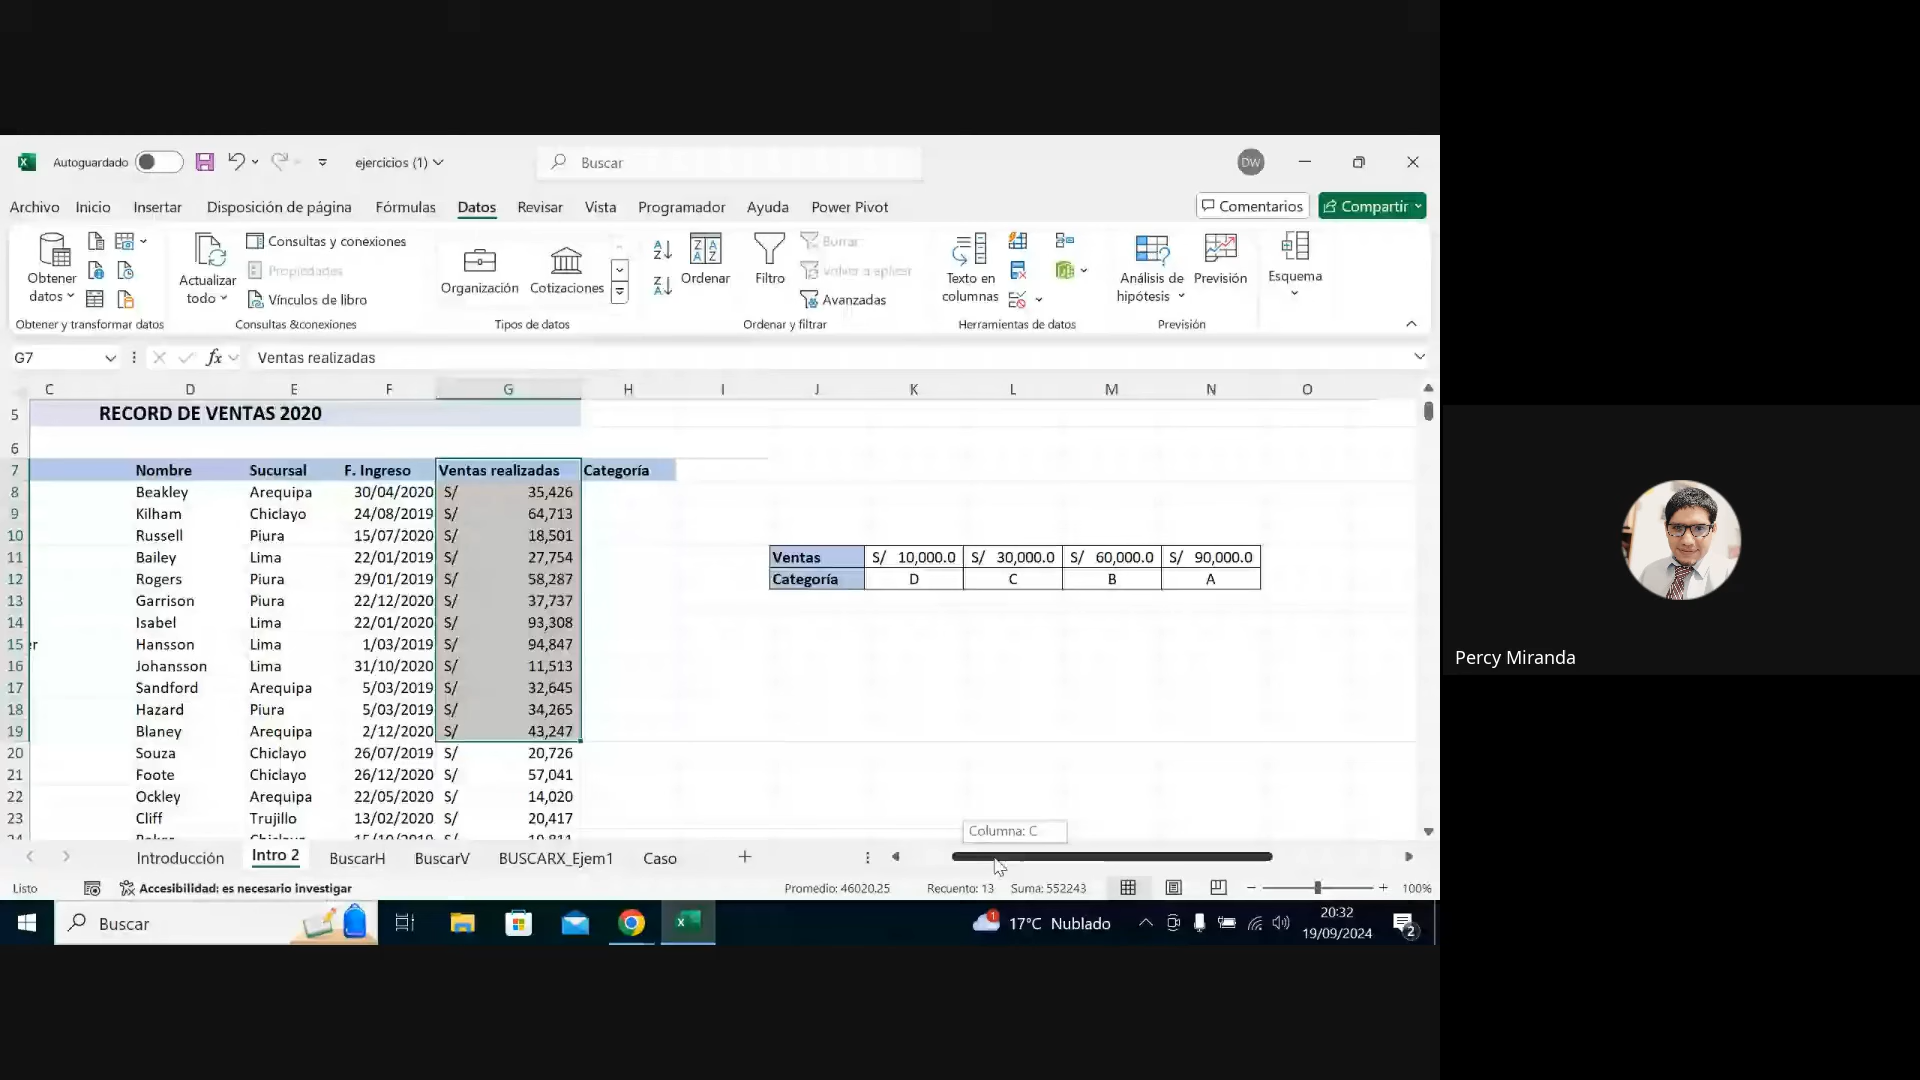 Autoguardado ejercicios (1) Buscar DW
Archivo Inicio Insertar Disposición de página Fórmulas Datos Revisar Vista Programador Ayuda Power Pivot Comentarios Compartir
Obtener datos
Actualizar todo
Consultas y conexiones
Propiedades
Vínculos de libro
Organización Cotizaciones
Ordenar
Filtro
Borrar
Volver a aplicar
Avanzadas
Texto en columnas
Análisis de hipótesis
Previsión
Esquema
Obtener y transformar datos Consultas &conexiones Tipos de datos Ordenar y filtrar Herramientas de datos Previsión
G7 fx Ventas realizadas
C D E F G H I J K L M N O
5 RECORD DE VENTAS 2020
6
7 Nombre Sucursal F. Ingreso Ventas realizadas Categoría
8 Beakley Arequipa 30/04/2020 S/ 35,426
9 Kilham Chiclayo 24/08/2019 S/ 64,713
10 Russell Piura 15/07/2020 S/ 18,501
11 Bailey Lima 22/01/2019 S/ 27,754 Ventas S/ 10,000.0 S/ 30,000.0 S/ 60,000.0 S/ 90,000.0
12 Rogers Piura 29/01/2019 S/ 58,287 Categoría D C B A
13 Garrison Piura 22/12/2020 S/ 37,737
14 Isabel Lima 22/01/2020 S/ 93,308
15 er Hansson Lima 1/03/2019 S/ 94,847
16 Johansson Lima 31/10/2020 S/ 11,513
17 Sandford Arequipa 5/03/2019 S/ 32,645
18 Hazard Piura 5/03/2019 S/ 34,265
19 Blaney Arequipa 2/12/2020 S/ 43,247
20 Souza Chiclayo 26/07/2019 S/ 20,726
21 Foote Chiclayo 26/12/2020 S/ 57,041
22 Ockley Arequipa 22/05/2020 S/ 14,020
23 Cliff Trujillo 13/02/2020 S/ 20,417
Columna: C
Introducción Intro 2 BuscarH BuscarV BUSCARX_Ejem1 Caso
Listo Accesibilidad: es necesario investigar Promedio: 46020.25 Recuento: 13 Suma: 552243 100%
Buscar 1 17°C Nublado 20:32
19/09/2024 2
Percy Miranda